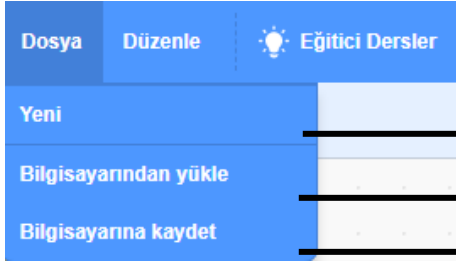 Dosya Düzenle Eğitici Dersler
Yeni
Bilgisayarından yükle
Bilgisayarına kaydet